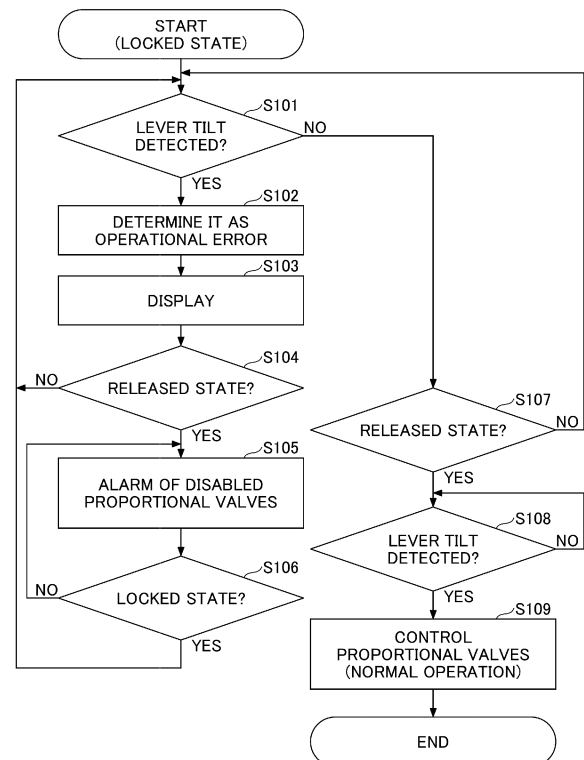 START
(LOCKED STATE)
S101
LEVER TILT
DETECTED?
NO
YES
S102
DETERMINE IT AS
OPERATIONAL ERROR
S103
DISPLAY
S104
RELEASED STATE?
NO
YES
S105
ALARM OF DISABLED
PROPORTIONAL VALVES
S106
LOCKED STATE?
NO
YES
S107
RELEASED STATE?
NO
YES
S108
LEVER TILT
DETECTED?
NO
YES
S109
CONTROL
PROPORTIONAL VALVES
(NORMAL OPERATION)
END